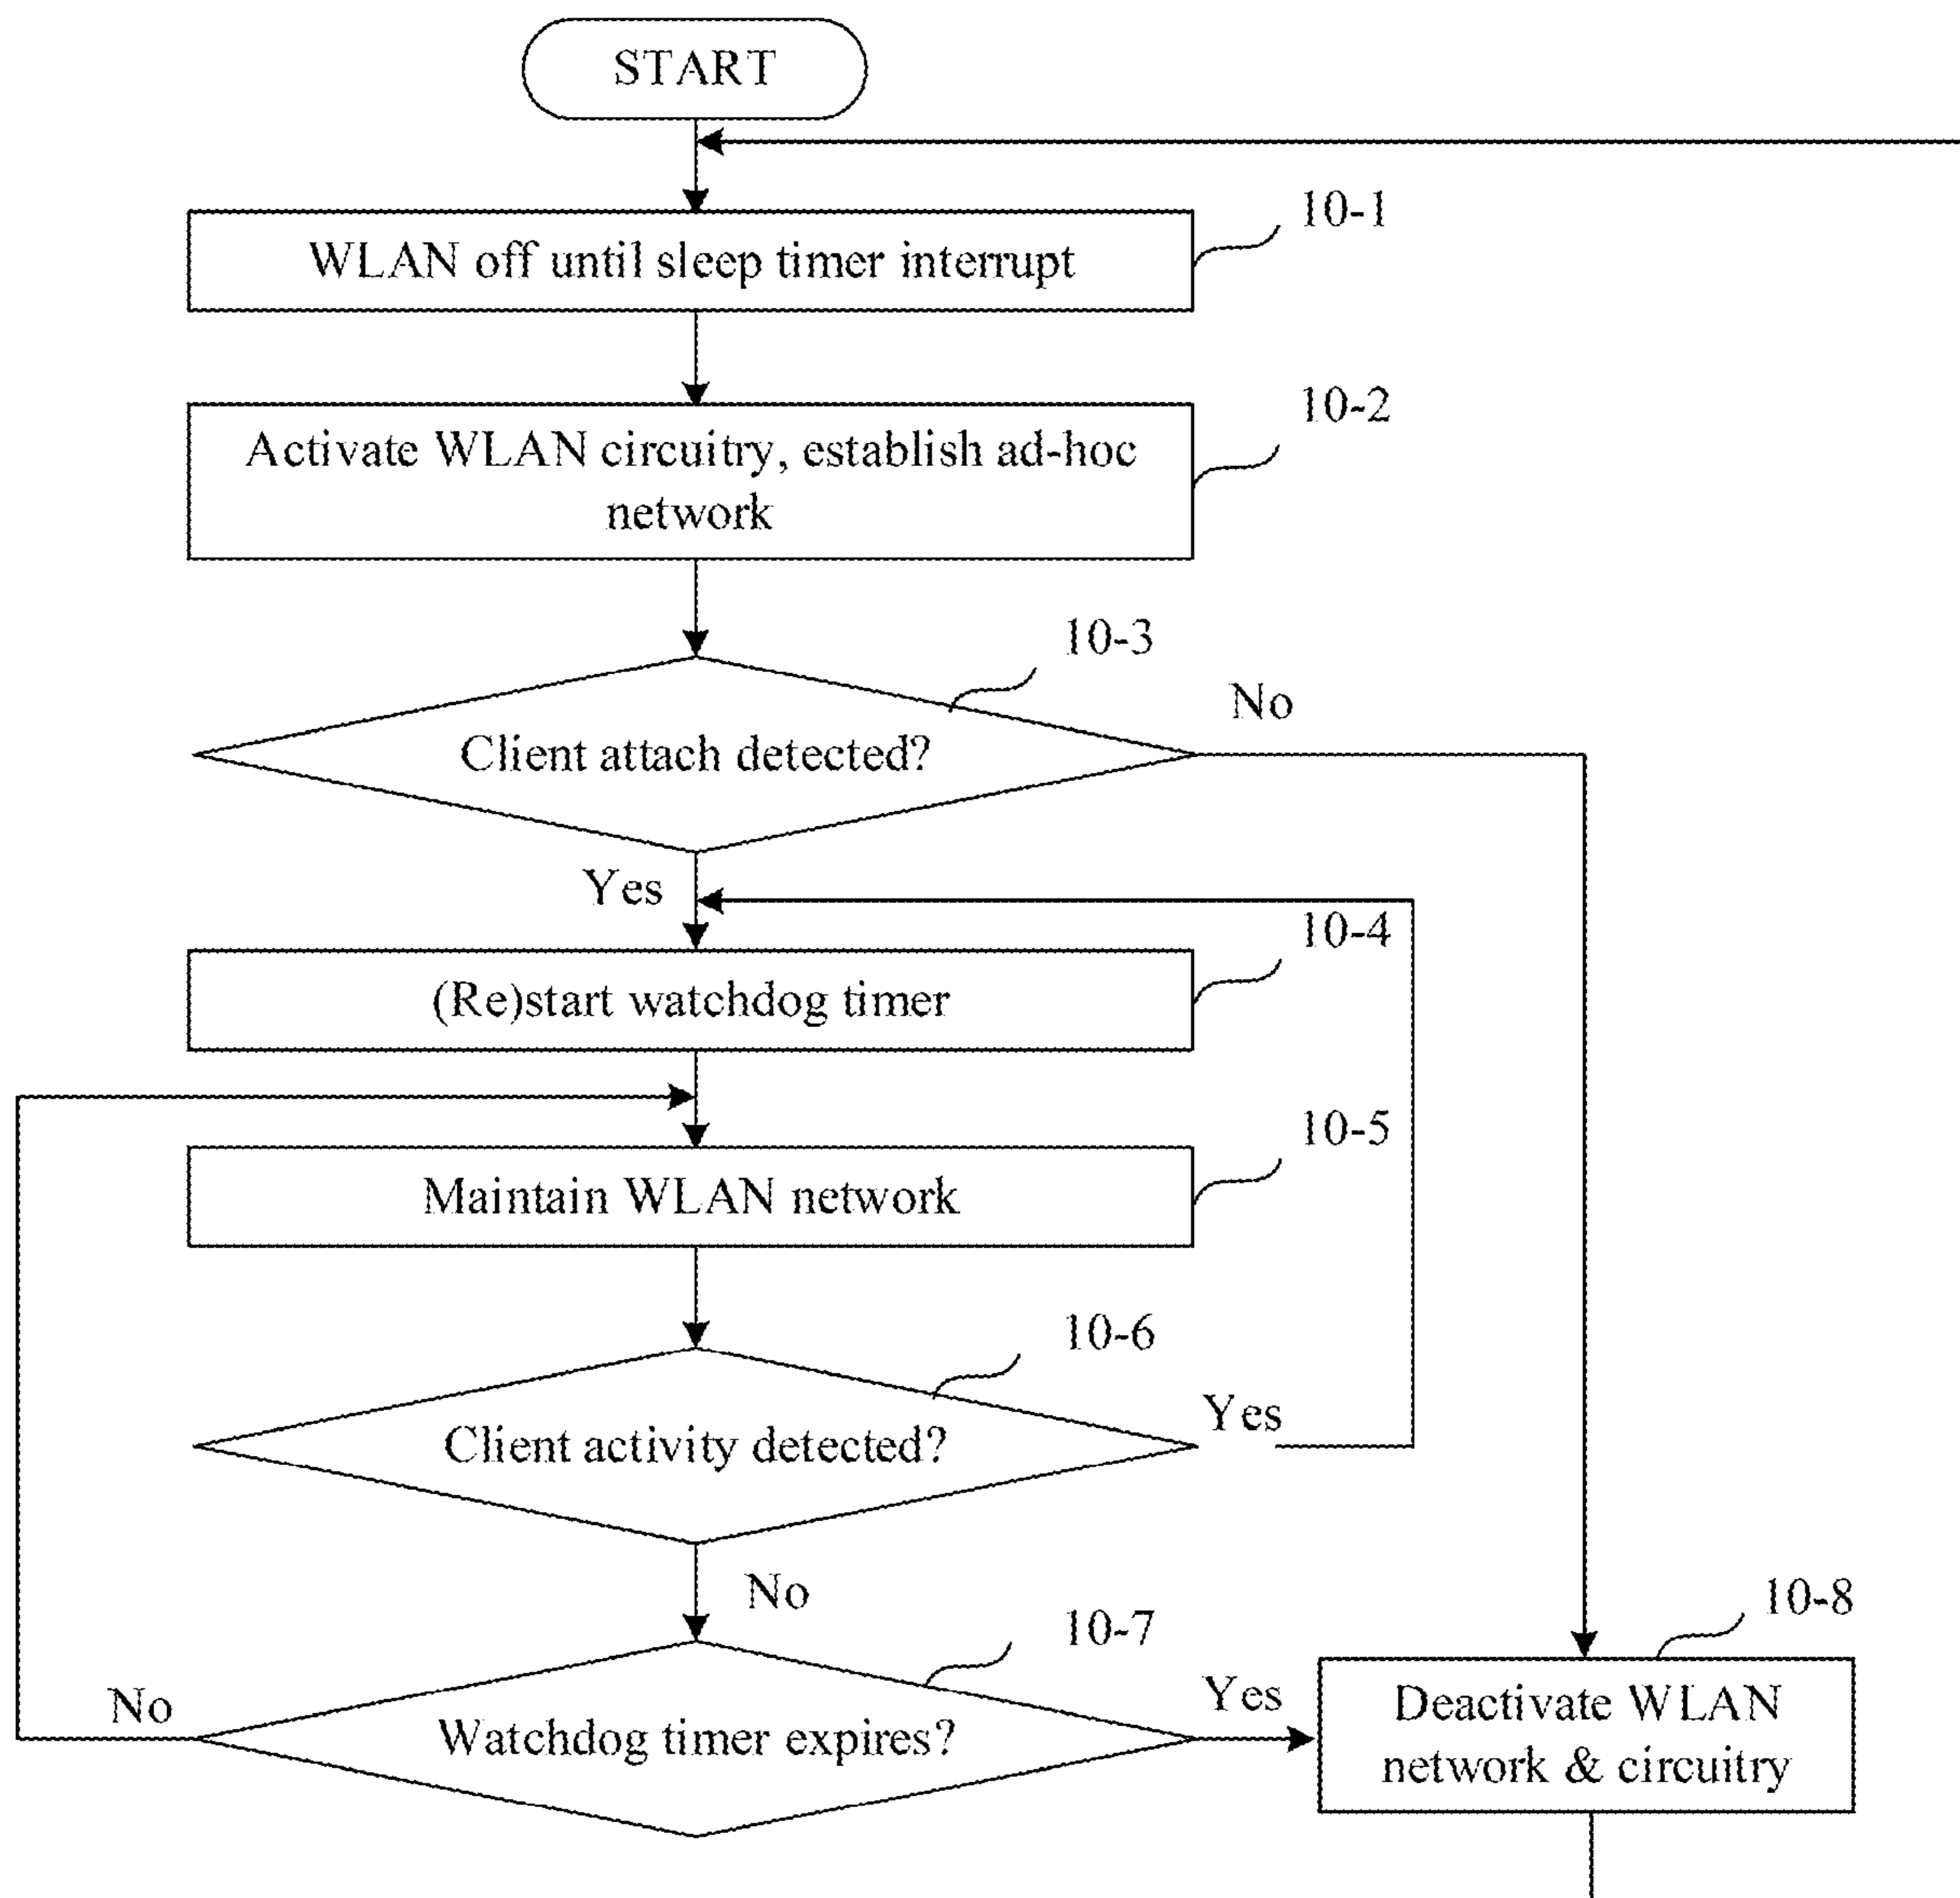 START
10-1
WLAN off until sleep timer interrupt
10-2
Activate WLAN circuitry, establish ad-hoc
network
10-3
No
Client attach detected?
Yes
10-4
(Re)start watchdog timer
10-5
Maintain WLAN network
10-6
Yes
Client activity detected?
No
10-7
10-8
No
Yes
Watchdog timer expires?
Deactivate WLAN
network & circuitry